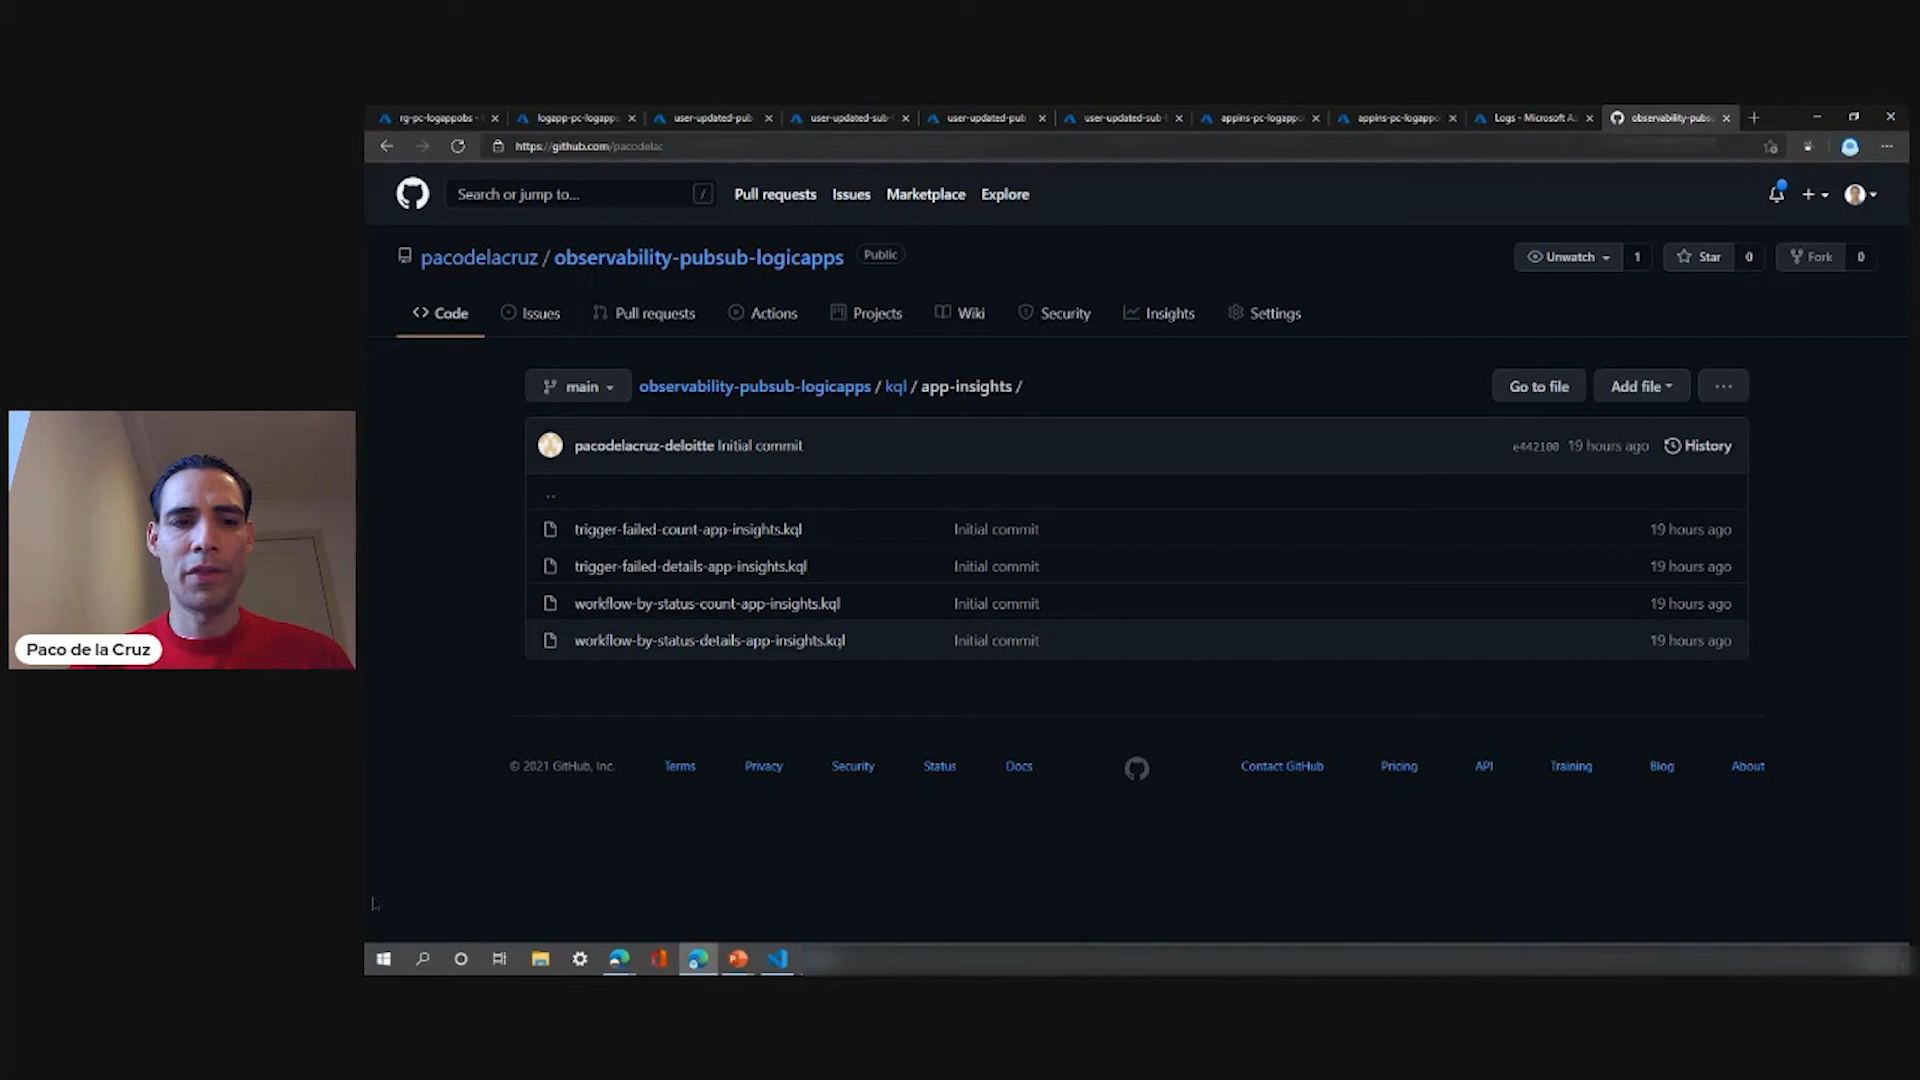 rg-pc-logappobs -
logapp-pc-logapp
user-updated-pub
user-updated-sub-
user-updated-pub
user-updated-sub-
appins-pc-logappo
appins-pc-logappo
Logs - Microsoft A
observability-pubsu
https://github.com/pacodelac
Search or jump to...
/
Pull requests
Issues
Marketplace
Explore
pacodelacruz / observability-pubsub-logicapps
Public
Unwatch
1
Star
0
Fork
0
Code
Issues
Pull requests
Actions
Projects
Wiki
Security
Insights
Settings
main
observability-pubsub-logicapps / kql / app-insights /
Go to file
Add file
...
pacodelacruz-deloitte Initial commit
e442100 19 hours ago
History
..
trigger-failed-count-app-insights.kql
Initial commit
19 hours ago
trigger-failed-details-app-insights.kql
Initial commit
19 hours ago
workflow-by-status-count-app-insights.kql
Initial commit
19 hours ago
workflow-by-status-details-app-insights.kql
Initial commit
19 hours ago
Paco de la Cruz
© 2021 GitHub, Inc.
Terms
Privacy
Security
Status
Docs
Contact GitHub
Pricing
API
Training
Blog
About